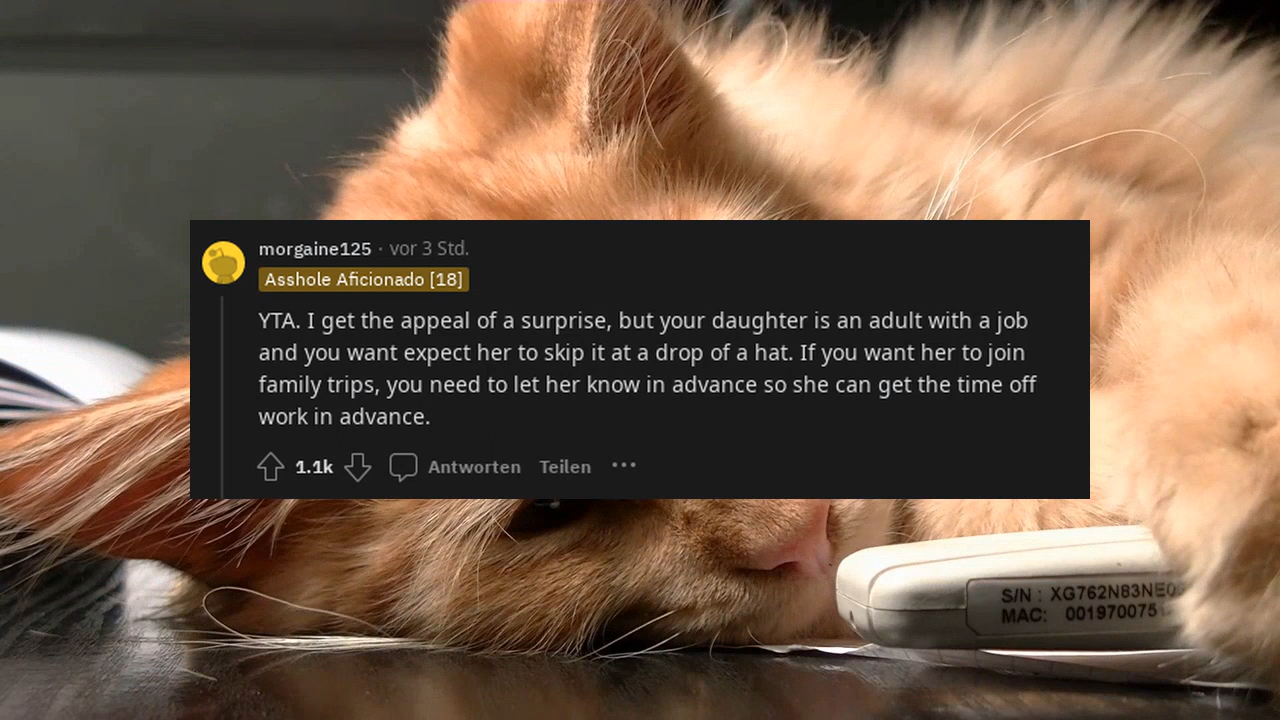 morgaine125 · vor 3 Std.
Asshole Aficionado [18]
YTA. I get the appeal of a surprise, but your daughter is an adult with a job
and you want expect her to skip it at a drop of a hat. If you want her to join
family trips, you need to let her know in advance so she can get the time off
work in advance.
1.1k Antworten Teilen ···
S/N : XG762N83NE0
MAC: 00197007